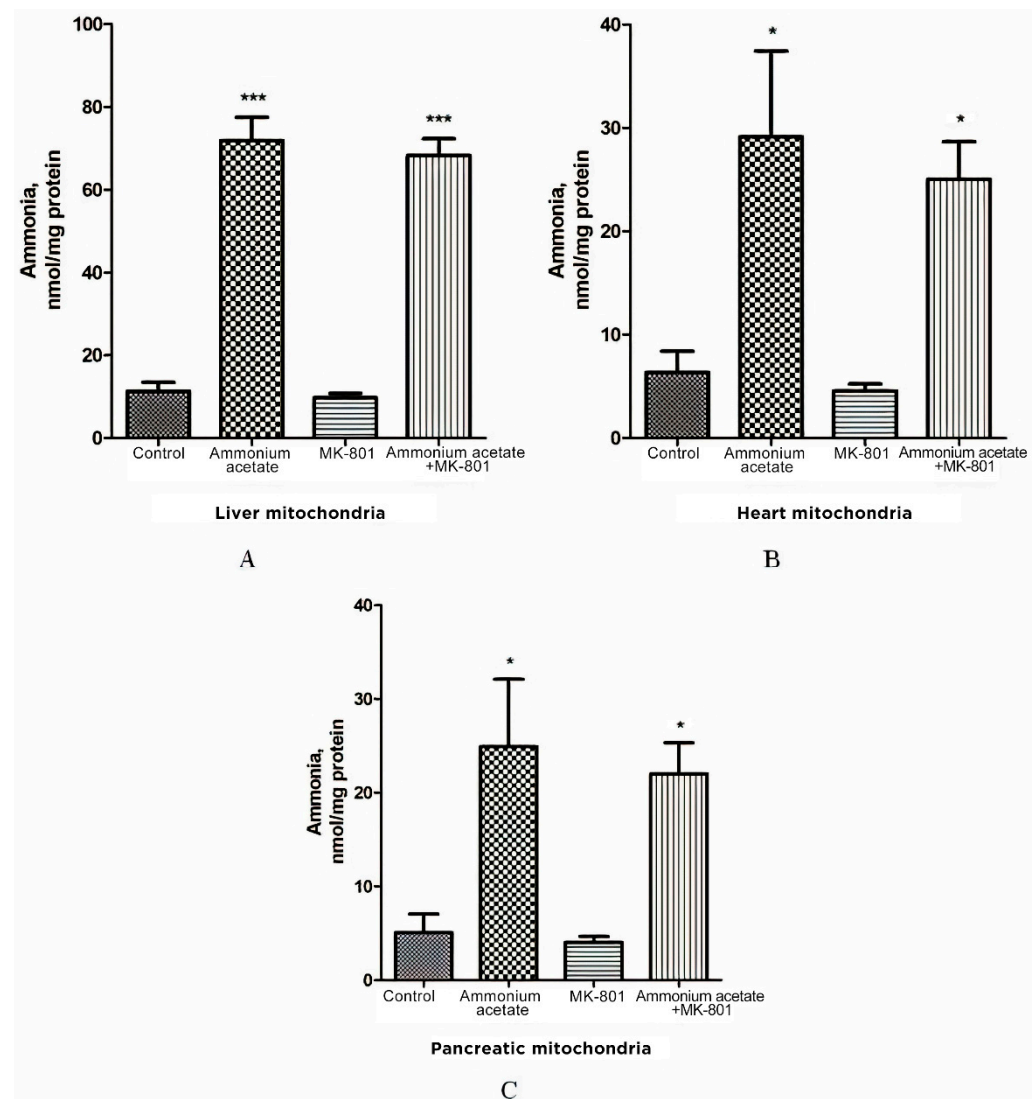 Ammonia,
nmol/mg protein
100
80
60
40
20
0
***
***
Control
Ammonium
acetate
MK-801
Ammonium acetate
+MK-801
Liver mitochondria
A
Ammonia,
nmol/mg protein
40
30
20
10
0
*
*
Control
Ammonium
acetate
MK-801
Ammonium acetate
+MK-801
Heart mitochondria
B
Ammonia,
nmol/mg protein
40
30
20
10
0
*
*
Control
Ammonium
acetate
MK-801
Ammonium acetate
+MK-801
Pancreatic mitochondria
C